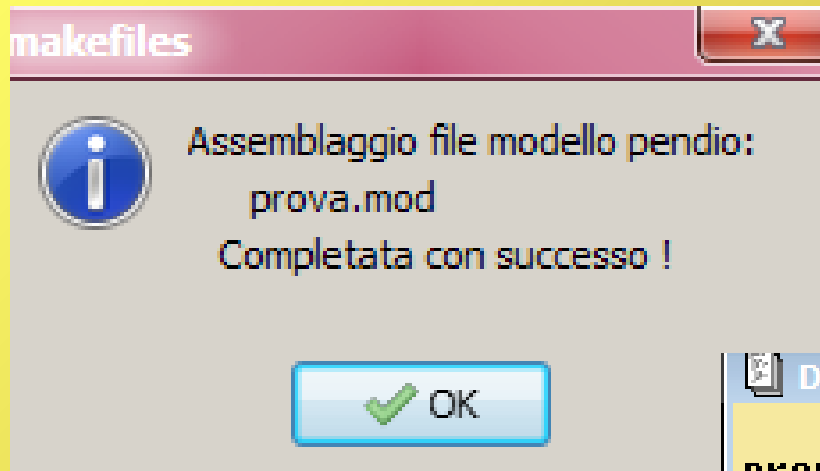 makefiles
Assemblaggio file modello pendio:
prova.mod
Completata con successo !
OK
D